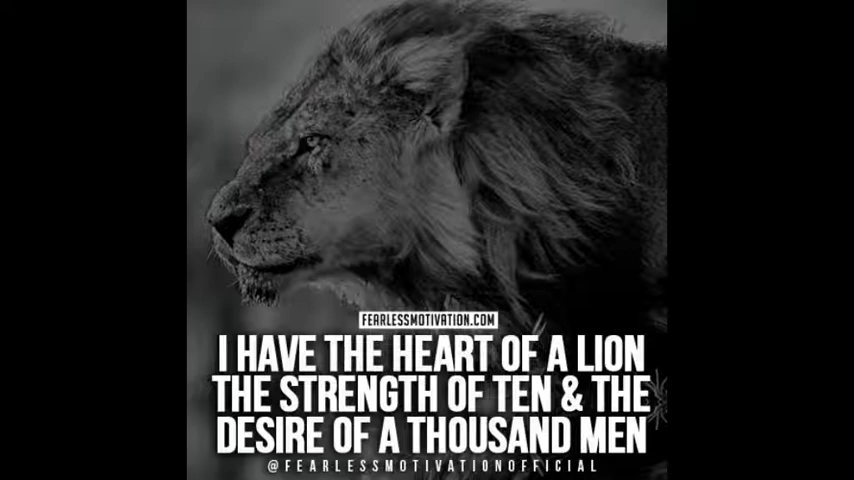 FEARLESSMOTIVATION.COM
I HAVE THE HEART OF A LION
THE STRENGTH OF TEN & THE
DESIRE OF A THOUSAND MEN
@FEARLESSMOTIVATIONOFFICIAL